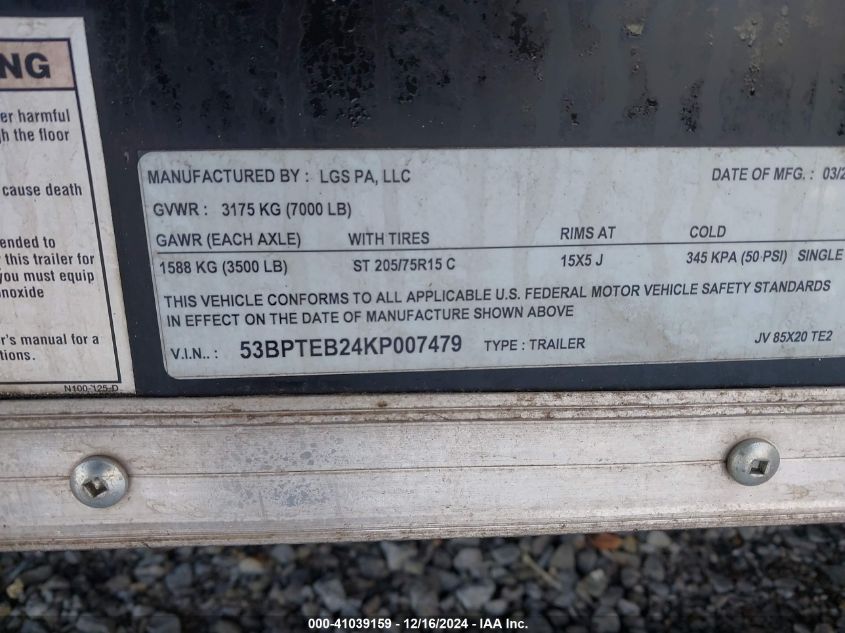 NG
er harmful
gh the floor
cause death
ended to
this trailer for
you must equip
noxide
r's manual for a
tions.
N100-125-D
MANUFACTURED BY : LGS PA, LLC DATE OF MFG. : 03/2
GVWR : 3175 KG (7000 LB)
GAWR (EACH AXLE) WITH TIRES RIMS AT COLD
1588 KG (3500 LB) ST 205/75R15 C 15X5 J 345 KPA (50 PSI) SINGLE
THIS VEHICLE CONFORMS TO ALL APPLICABLE U.S. FEDERAL MOTOR VEHICLE SAFETY STANDARDS
IN EFFECT ON THE DATE OF MANUFACTURE SHOWN ABOVE
V.I.N.. : 53BPTEB24KP007479 TYPE : TRAILER JV 85X20 TE2
000-41039159 - 12/16/2024 - IAA Inc.